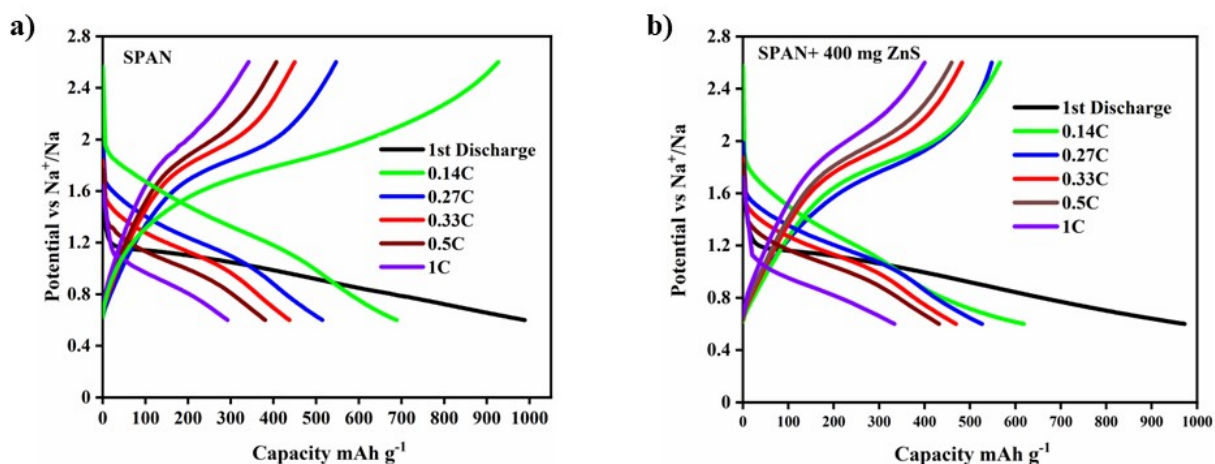 a)
SPAN
1st Discharge
0.14C
0.27C
0.33C
0.5C
1C
Potential vs Na⁺/Na
2.8
2.4
2
1.6
1.2
0.8
0.4
0
0 100 200 300 400 500 600 700 800 900 1000
Capacity mAh g⁻¹
b)
SPAN+ 400 mg ZnS
1st Discharge
0.14C
0.27C
0.33C
0.5C
1C
Potential vs Na⁺/Na
2.8
2.4
2
1.6
1.2
0.8
0.4
0
0 100 200 300 400 500 600 700 800 900 1000
Capacity mAh g⁻¹